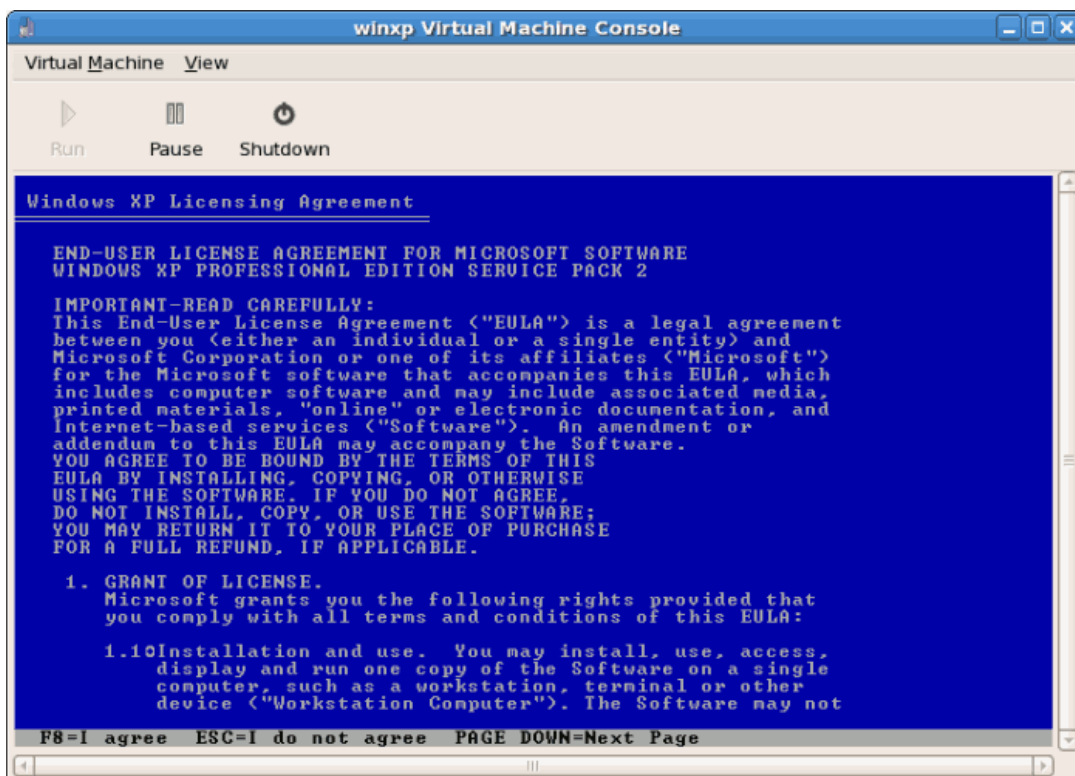 winxp Virtual Machine Console
Virtual Machine View
Run Pause Shutdown
Windows XP Licensing Agreement
END-USER LICENSE AGREEMENT FOR MICROSOFT SOFTWARE
WINDOWS XP PROFESSIONAL EDITION SERVICE PACK 2
IMPORTANT-READ CAREFULLY:
This End-User License Agreement ("EULA") is a legal agreement
between you (either an individual or a single entity) and
Microsoft Corporation or one of its affiliates ("Microsoft")
for the Microsoft software that accompanies this EULA, which
includes computer software and may include associated media,
printed materials, "online" or electronic documentation, and
Internet-based services ("Software"). An amendment or
addendum to this EULA may accompany the Software.
YOU AGREE TO BE BOUND BY THE TERMS OF THIS
EULA BY INSTALLING, COPYING, OR OTHERWISE
USING THE SOFTWARE. IF YOU DO NOT AGREE,
DO NOT INSTALL, COPY, OR USE THE SOFTWARE;
YOU MAY RETURN IT TO YOUR PLACE OF PURCHASE
FOR A FULL REFUND, IF APPLICABLE.
1. GRANT OF LICENSE.
Microsoft grants you the following rights provided that
you comply with all terms and conditions of this EULA:
1.1○Installation and use. You may install, use, access,
display and run one copy of the Software on a single
computer, such as a workstation, terminal or other
device ("Workstation Computer"). The Software may not
F8=I agree ESC=I do not agree PAGE DOWN=Next Page